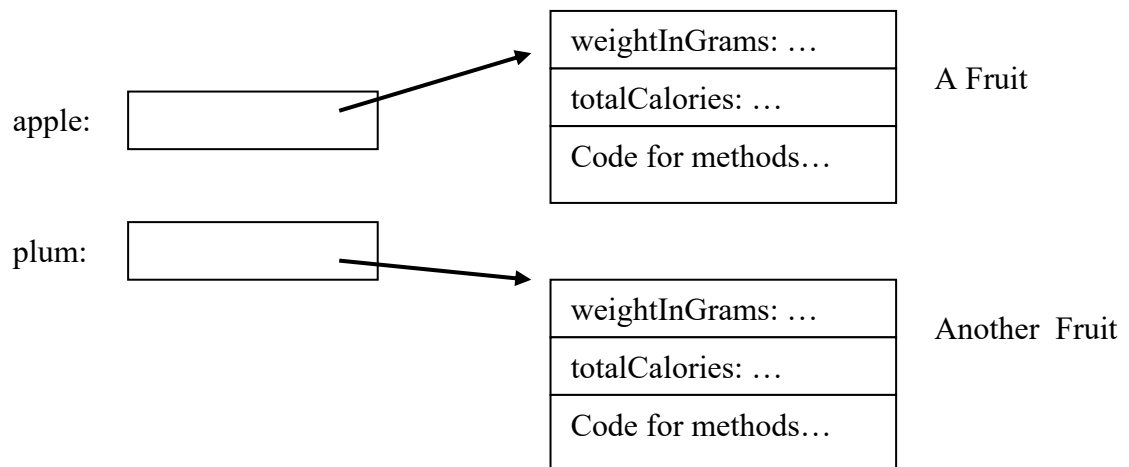 weightInGrams: …
A Fruit
totalCalories: …
apple:
Code for methods…
plum:
weightInGrams: …
Another Fruit
totalCalories: …
Code for methods…